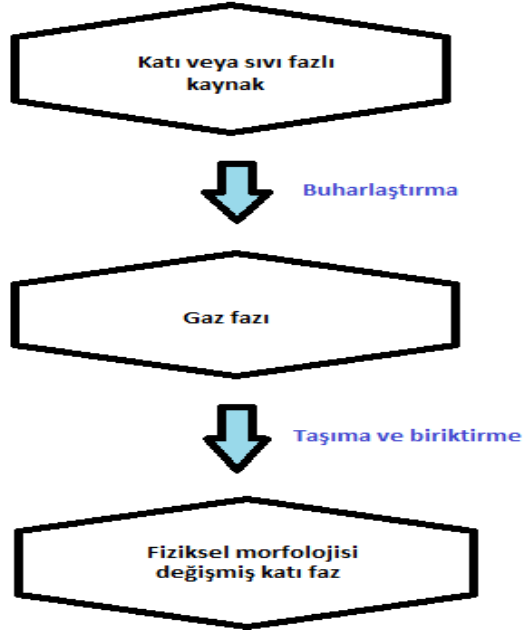 Katı veya sıvı fazlı
kaynak
Buharlaştırma
Gaz fazı
Taşıma ve biriktirme
Fiziksel morfolojisi
değişmiş katı faz